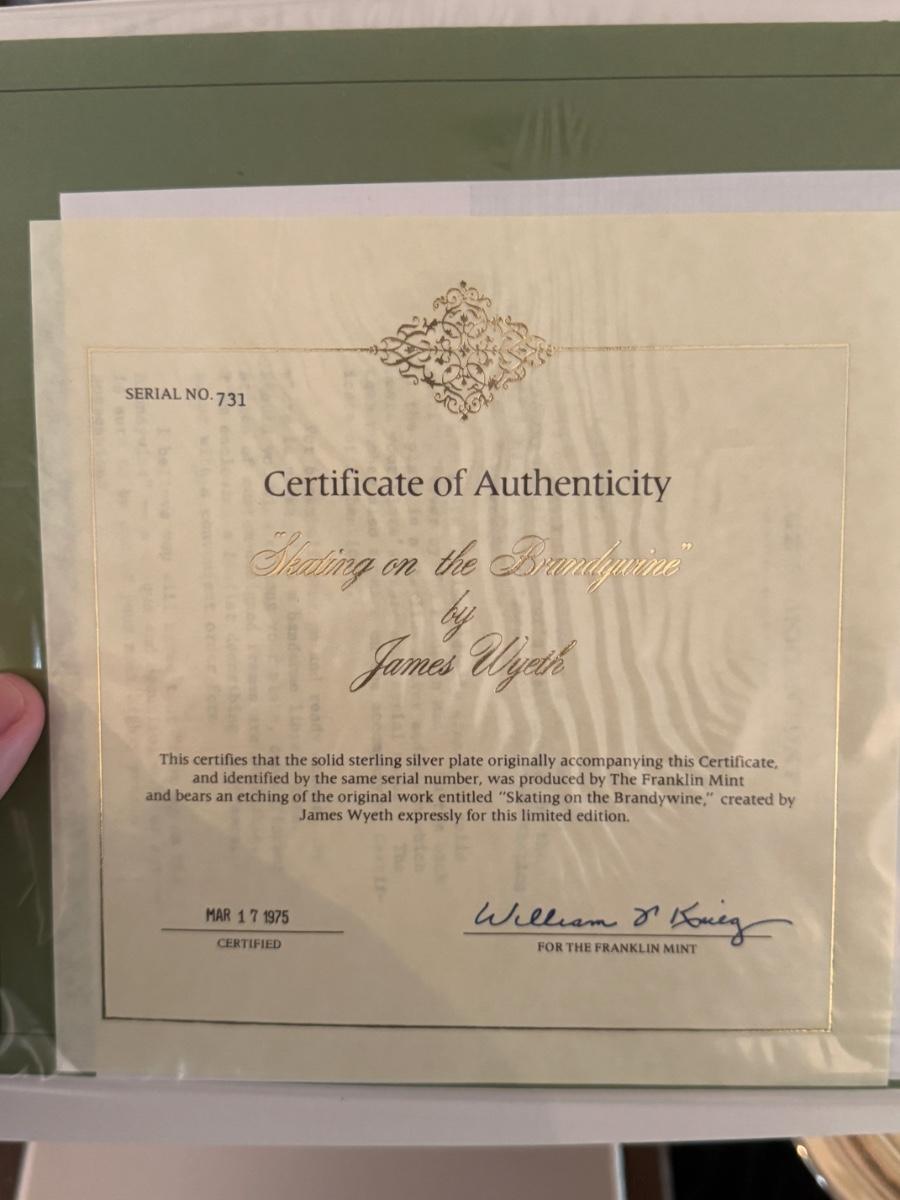 SERIAL NO. 731
Certificate of Authenticity
"Skating on the Brandywine"
by
James Wyeth
This certifies that the solid sterling silver plate originally accompanying this Certificate,
and identified by the same serial number, was produced by The Franklin Mint
and bears an etching of the original work entitled "Skating on the Brandywine," created by
James Wyeth expressly for this limited edition.
MAR 17 1975
CERTIFIED
William J Krieg
FOR THE FRANKLIN MINT